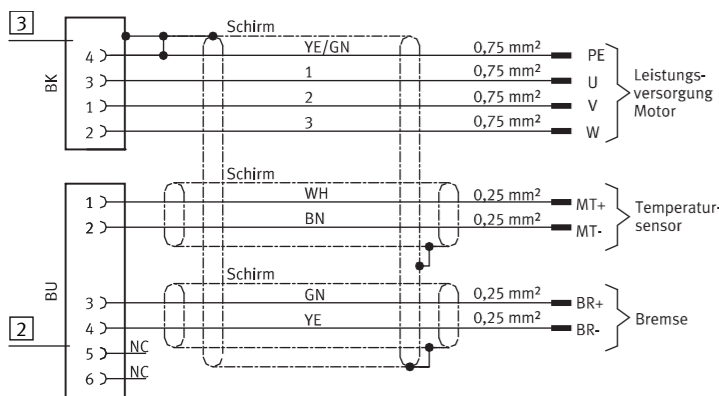 3
Schirm
4 YE/GN 0,75 mm² PE
3 1 0,75 mm² U
1 2 0,75 mm² V
2 3 0,75 mm² W
BK
Leistungs-
versorgung
Motor
Schirm
1 WH 0,25 mm² MT+
2 BN 0,25 mm² MT-
Temperatur-
sensor
BU
Schirm
3 GN 0,25 mm² BR+
4 YE 0,25 mm² BR-
Bremse
2
5 NC
6 NC